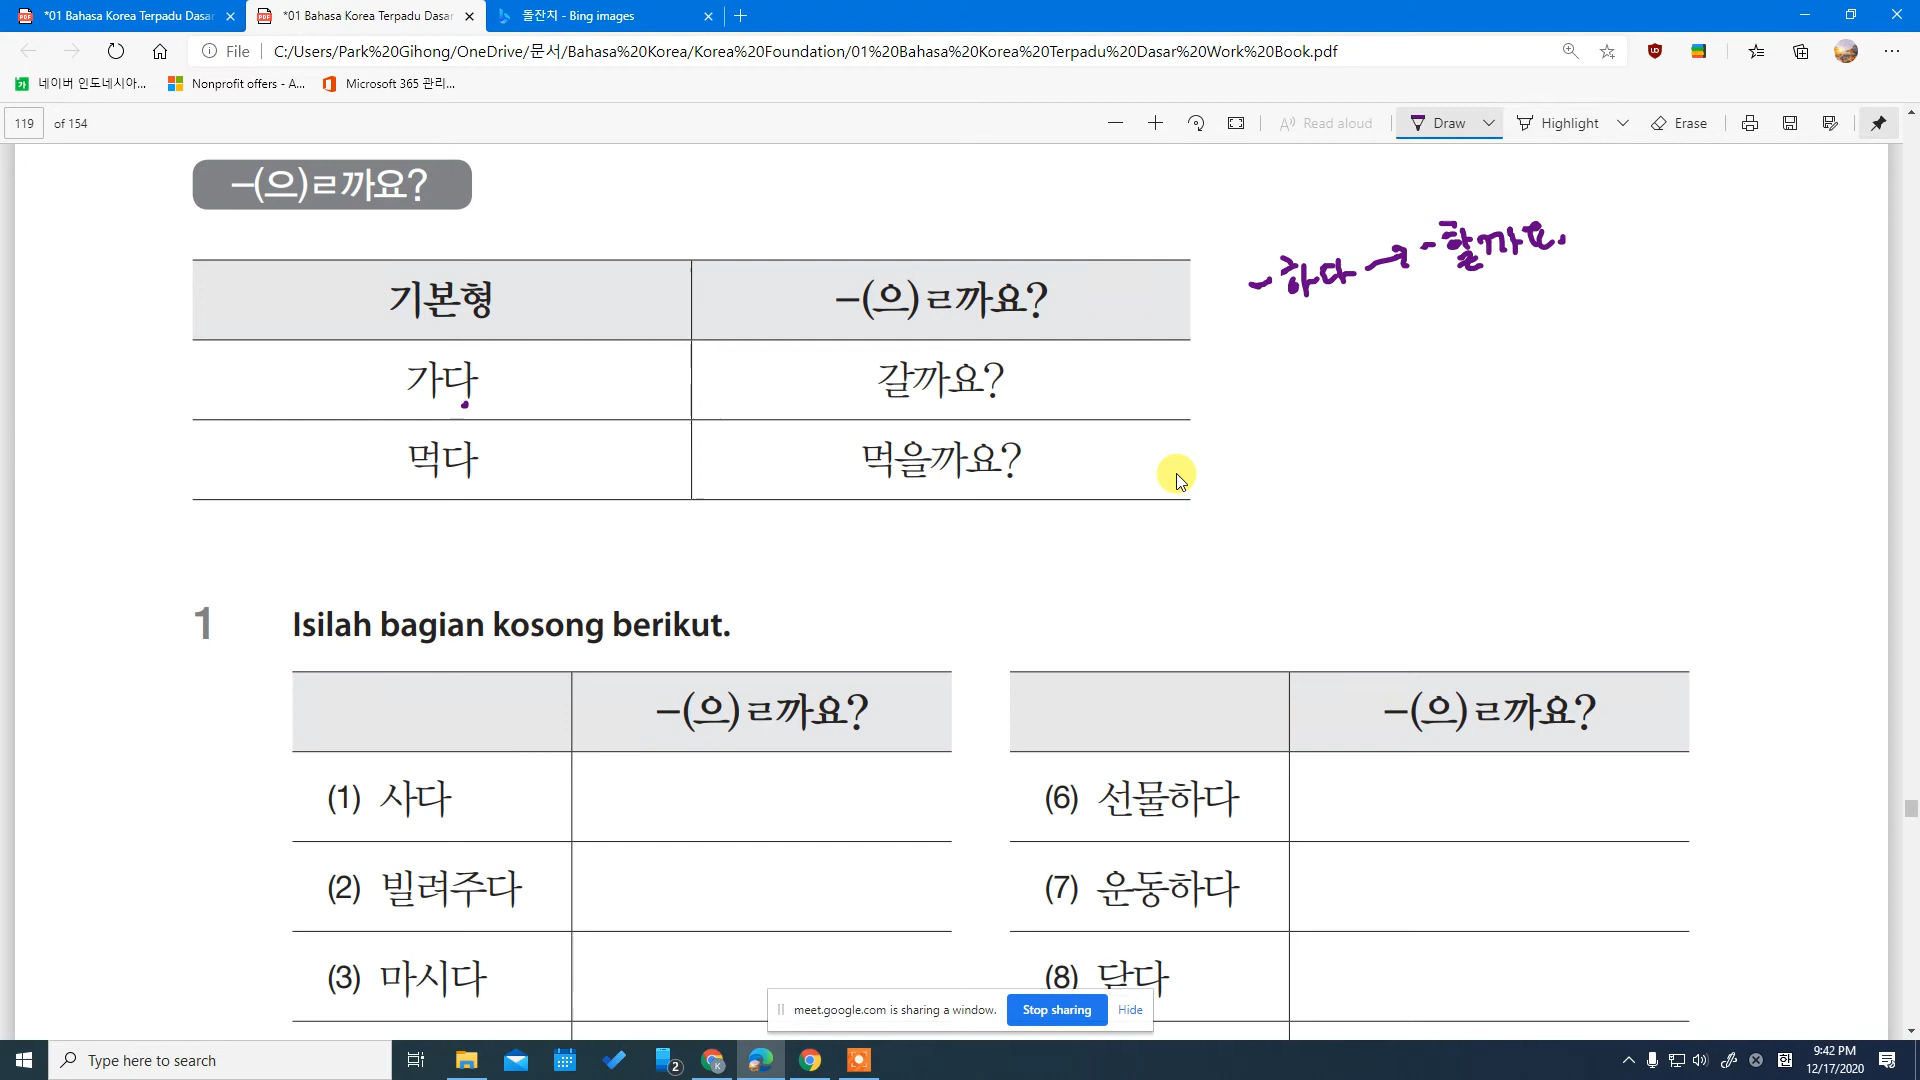 *01 Bahasa Korea Terpadu Dasar
*01 Bahasa Korea Terpadu Dasar
돌잔치 - Bing images
File
C:/Users/Park%20Gihong/OneDrive/문서/Bahasa%20Korea/Korea%20Foundation/01%20Bahasa%20Korea%20Terpadu%20Dasar%20Work%20Book.pdf
네이버 인도네시아어...
Nonprofit offers - A...
Microsoft 365 관리...
119 of 154
Read aloud
Draw
Highlight
Erase
-(으)ㄹ까요?
-하다 → -할까요.
기본형 -(으)ㄹ까요?
가다 갈까요?
먹다 먹을까요?
1 Isilah bagian kosong berikut.
-(으)ㄹ까요? -(으)ㄹ까요?
(1) 사다 (6) 선물하다
(2) 빌려주다 (7) 운동하다
(3) 마시다 (8)
meet.google.com is sharing a window. Stop sharing Hide
Type here to search
2
한
9:42 PM
12/17/2020